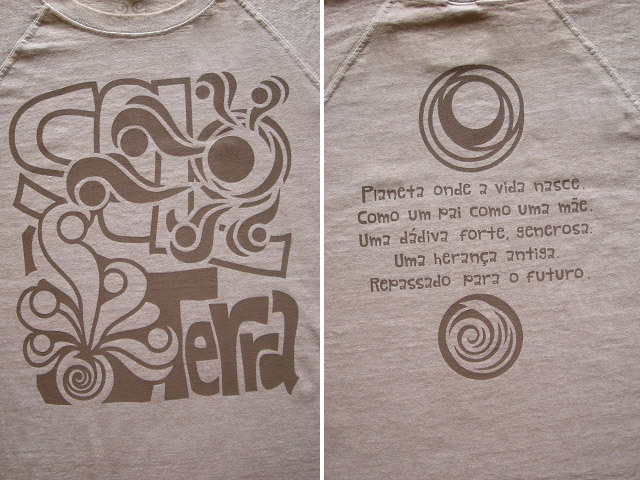 Terra
Planeta onde a vida nasce.
Como um pai como uma mãe.
Uma dádiva forte, generosa.
Uma herança antiga.
Repassado para o futuro.